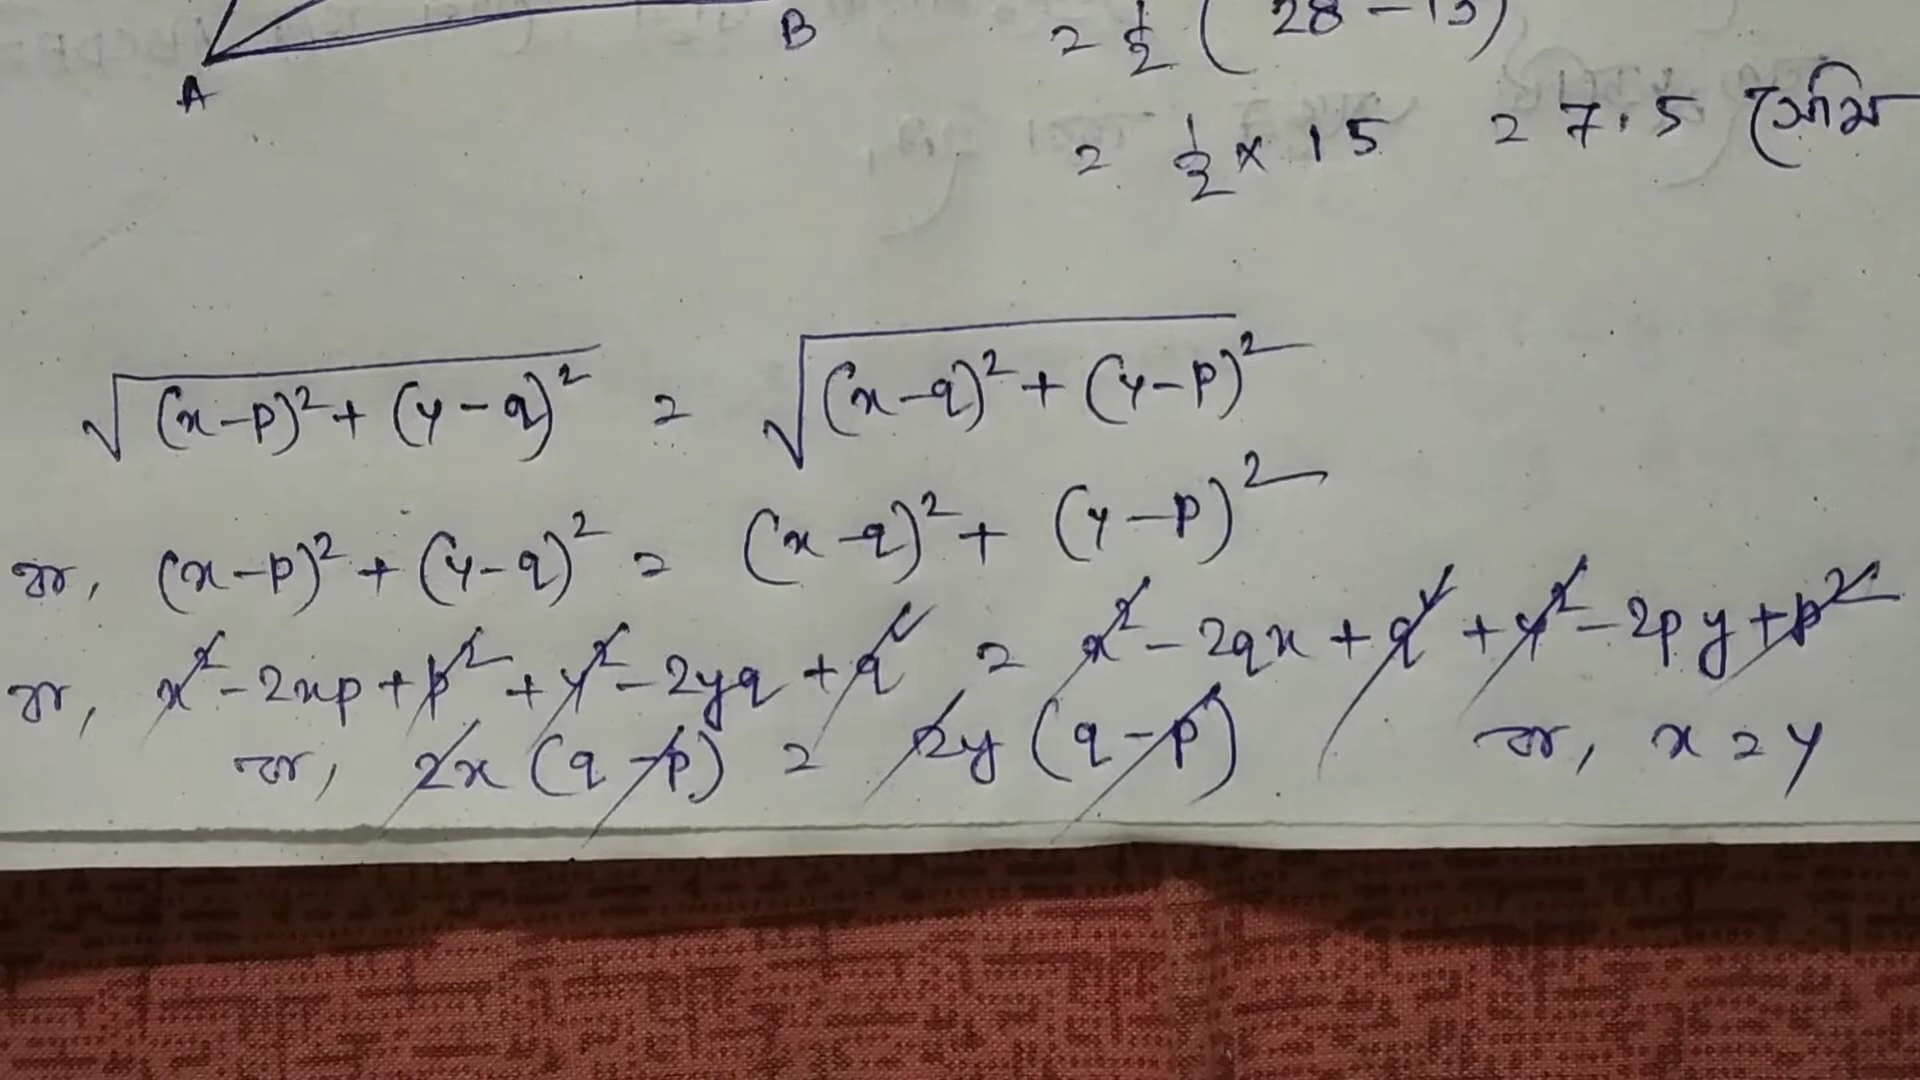 B
A
= 1/2 ( 28 - 13)
= 1/2 × 15 = 7.5 সেমি
√(x-p)² + (y-q)² = √(x-q)² + (y-p)²
বা, (x-p)² + (y-q)² = (x-q)² + (y-p)²
বা, x² - 2xp + p² + y² - 2yq + q² = x² - 2qx + q² + y² - 2py + p²
বা, 2x (q-p) = 2y (q-p) বা, x = y